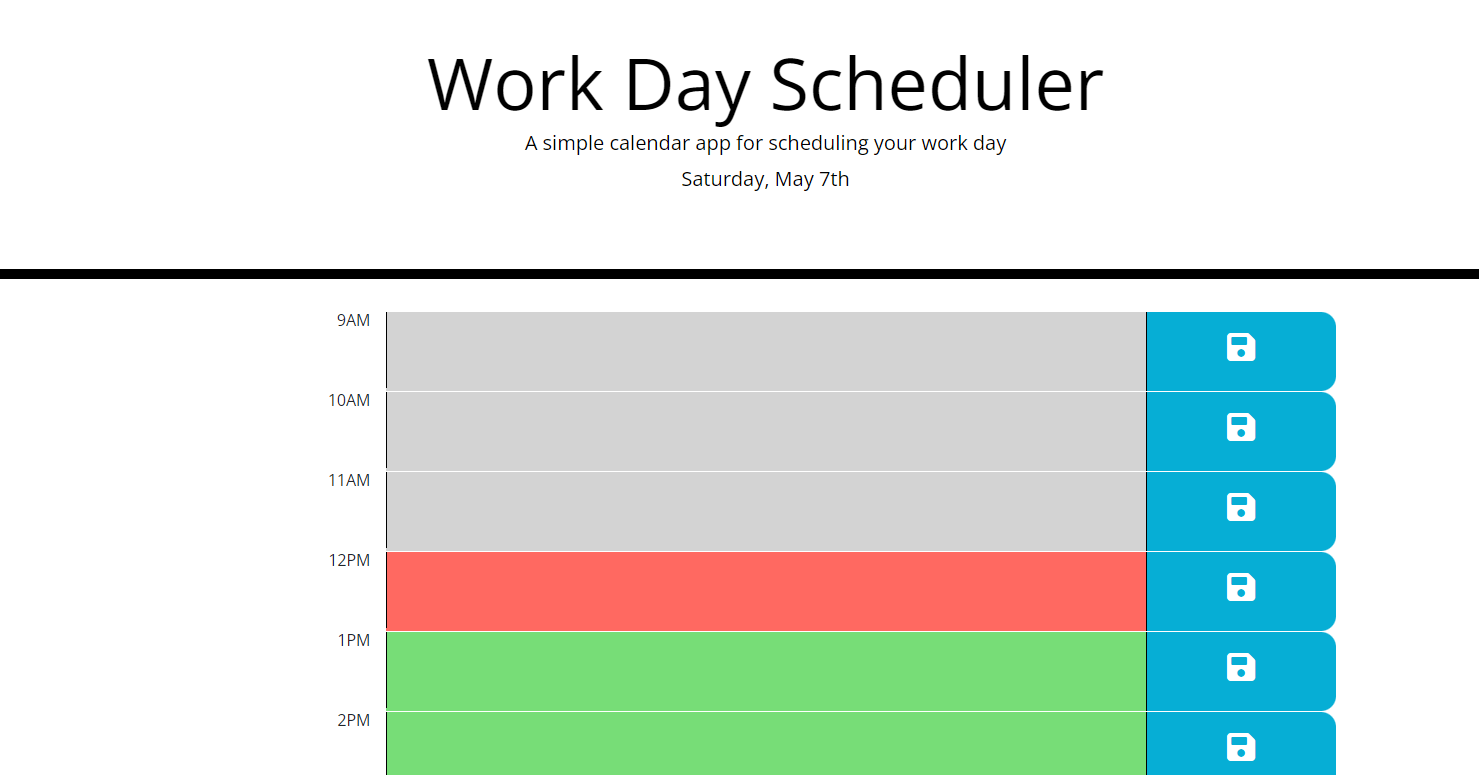 Work Day Scheduler
A simple calendar app for scheduling your work day
Saturday, May 7th
9AM
10AM
11AM
12PM
1PM
2PM